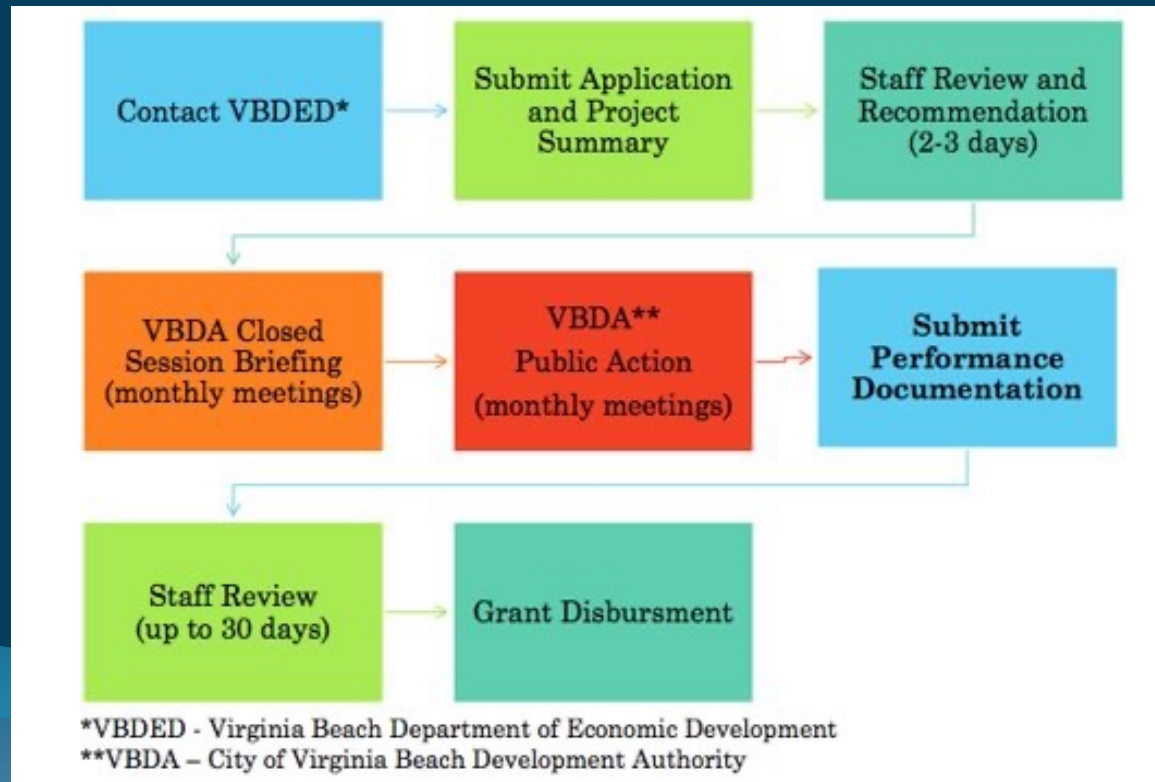 Contact VBDED*
Submit Application
and Project
Summary
Staff Review and
Recommendation
(2-3 days)
VBDA Closed
Session Briefing
(monthly meetings)
VBDA**
Public Action
(monthly meetings)
Submit
Performance
Documentation
Staff Review
(up to 30 days)
Grant Disbursment
*VBDED - Virginia Beach Department of Economic Development
**VBDA – City of Virginia Beach Development Authority